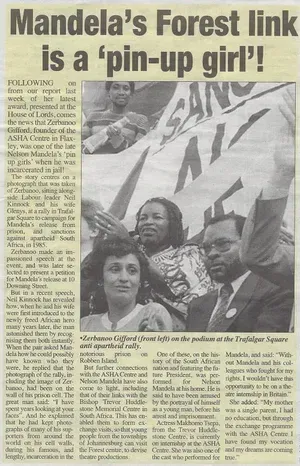 Mandela's Forest link
is a 'pin-up girl'!
FOLLOWING on
from our report last
week of her latest
award, presented at the
House of Lords, comes
the news that Zerbanoo
Gifford, founder of the
ASHA Centre in Flax-
ley, was one of the late
Nelson Mandela's 'pin
up girls' when he was
incarcerated in jail!
The story centres on a
photograph that was taken
of Zerbanoo, sitting along-
side Labour leader Neil
Kinnock and his wife
Glenys, at a rally in Trafal-
gar Square to campaign for
Mandela's release from
prison, and sanctions
against apartheid South
Africa, in 1985.
Zerbanoo made an im-
passioned speech at the
event, and was later se-
lected to present a petition
for Mandela's release at 10
Downing Street.
But in a recent speech,
Neil Kinnock has revealed
how, when he and his wife
were first introduced to the
newly freed African hero
many years later, the man
astonished them by recog-
nising them both instantly.
When the pair asked Man-
dela how he could possibly
have known who they
were, he replied that the
photograph of the rally, in-
cluding the image of Zer-
banoo, had been on the
wall of his prison cell. The
great man said: "I have
spent years looking at your
faces". And he explained
that he had kept photo-
graphs of many of his sup-
porters from around the
world on his cell walls,
during his famous, and
lengthy, incarceration in the
SANC
•Zerbanoo Gifford (front left) on the podium at the Trafalgar Square
anti apartheid rally.
notorious prison on
Robben Island.
But further connections
with the ASHA Centre and
Nelson Mandela have also
come to light, including
that of their links with the
Bishop Trevor Huddle-
stone Memorial Centre in
South Africa. This has en-
abled them to form ex-
change visits, so that young
people from the townships
of Johannesburg can visit
the Forest centre, to devise
theatre productions.
One of these, on the his-
tory of the South African
nation and featuring the fu-
ture President, was per-
formed for Nelson
Mandela at his home. He is
said to have been amused
by the portrayal of himself
as a young man, before his
arrest and imprisonment.
Actress Makhono Tsepa,
from the Trevor Huddle-
stone Centre, is currently
on internship at the ASHA
Centre. She was also one of
the cast who performed for
Mandela, and said: "With-
out Mandela and his col-
leagues who fought for my
rights, I wouldn't have this
opportunity to be on a the-
atre internship in Britain."
She added: "My mother
was a single parent, I had
no education, but through
the exchange programme
with the ASHA Centre I
have found my vocation
and my dreams are coming
true."